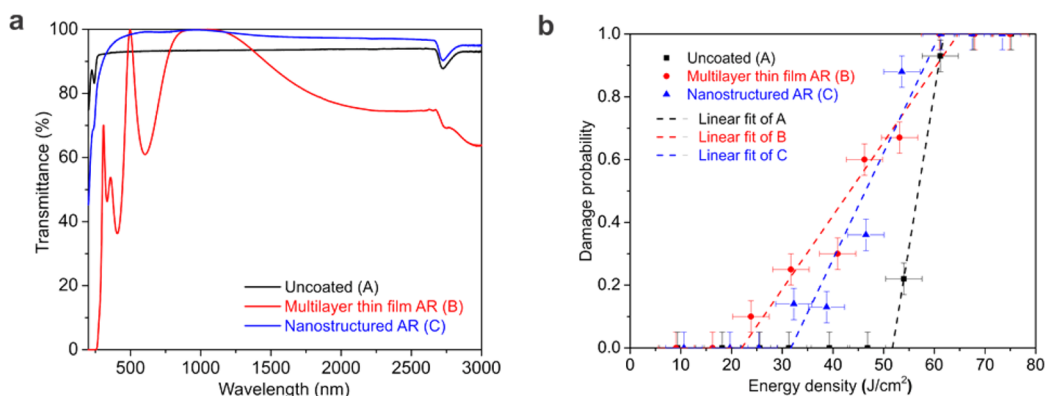 a
Transmittance (%)
100
80
60
40
20
0
500
1000
1500
2000
2500
3000
Wavelength (nm)
Uncoated (A)
Multilayer thin film AR (B)
Nanostructured AR (C)
b
Damage probability
1.0
0.8
0.6
0.4
0.2
0.0
0
10
20
30
40
50
60
70
80
Energy density (J/cm²)
Uncoated (A)
Multilayer thin film AR (B)
Nanostructured AR (C)
Linear fit of A
Linear fit of B
Linear fit of C